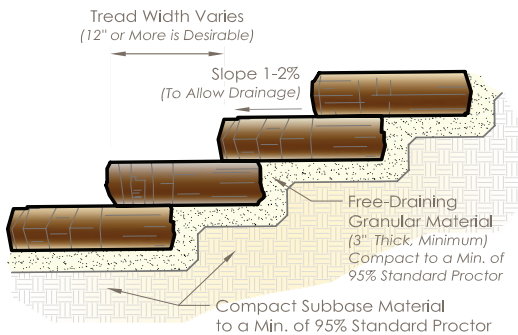 Tread Width Varies
(12" or More is Desirable)
Slope 1-2%
(To Allow Drainage)
Free-Draining
Granular Material
(3" Thick, Minimum)
Compact to a Min. of
95% Standard Proctor
Compact Subbase Material
to a Min. of 95% Standard Proctor